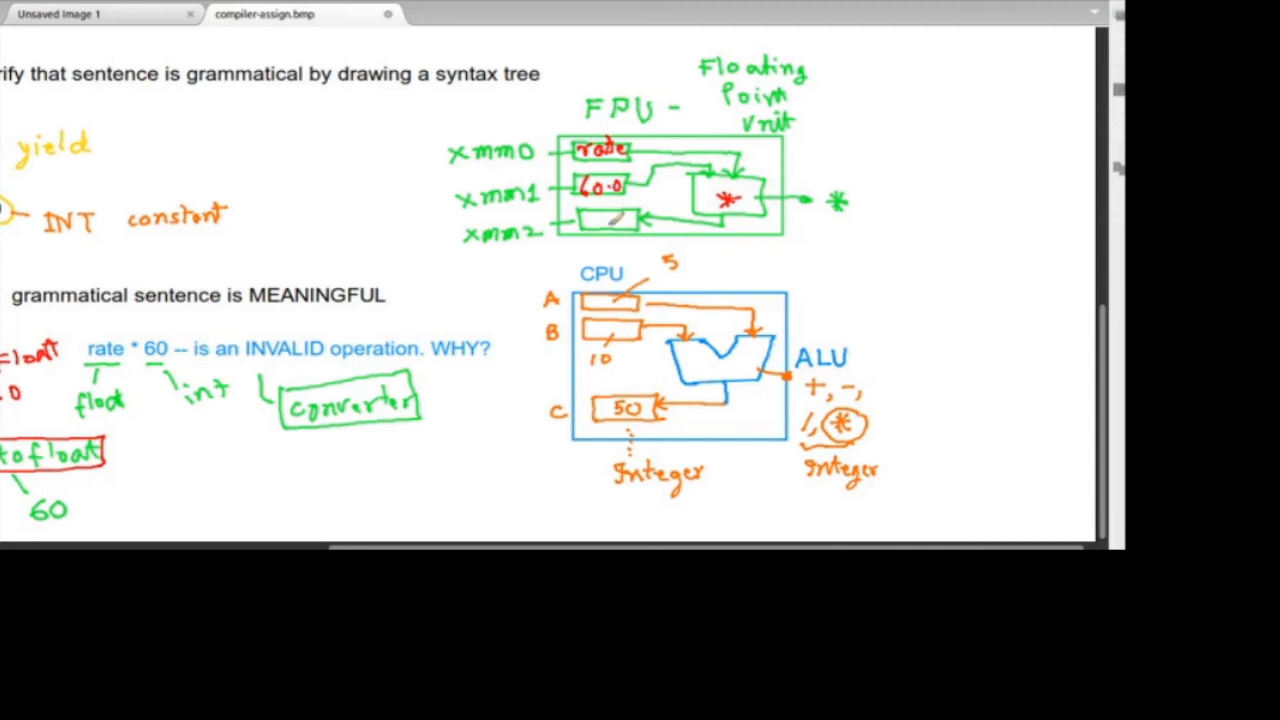 Unsaved Image 1
compiler-assign.bmp
rify that sentence is grammatical by drawing a syntax tree
Floating
Point
Unit
FPU -
yield
xmm0 rate
xmm1 60.0
*
*
xmm2
INT constant
CPU
5
grammatical sentence is MEANINGFUL
A
B
10
float
rate * 60 -- is an INVALID operation. WHY?
ALU
.0
float
int
converter
+, -,
/, *
C 50
Integer
Integer
tofloat
60